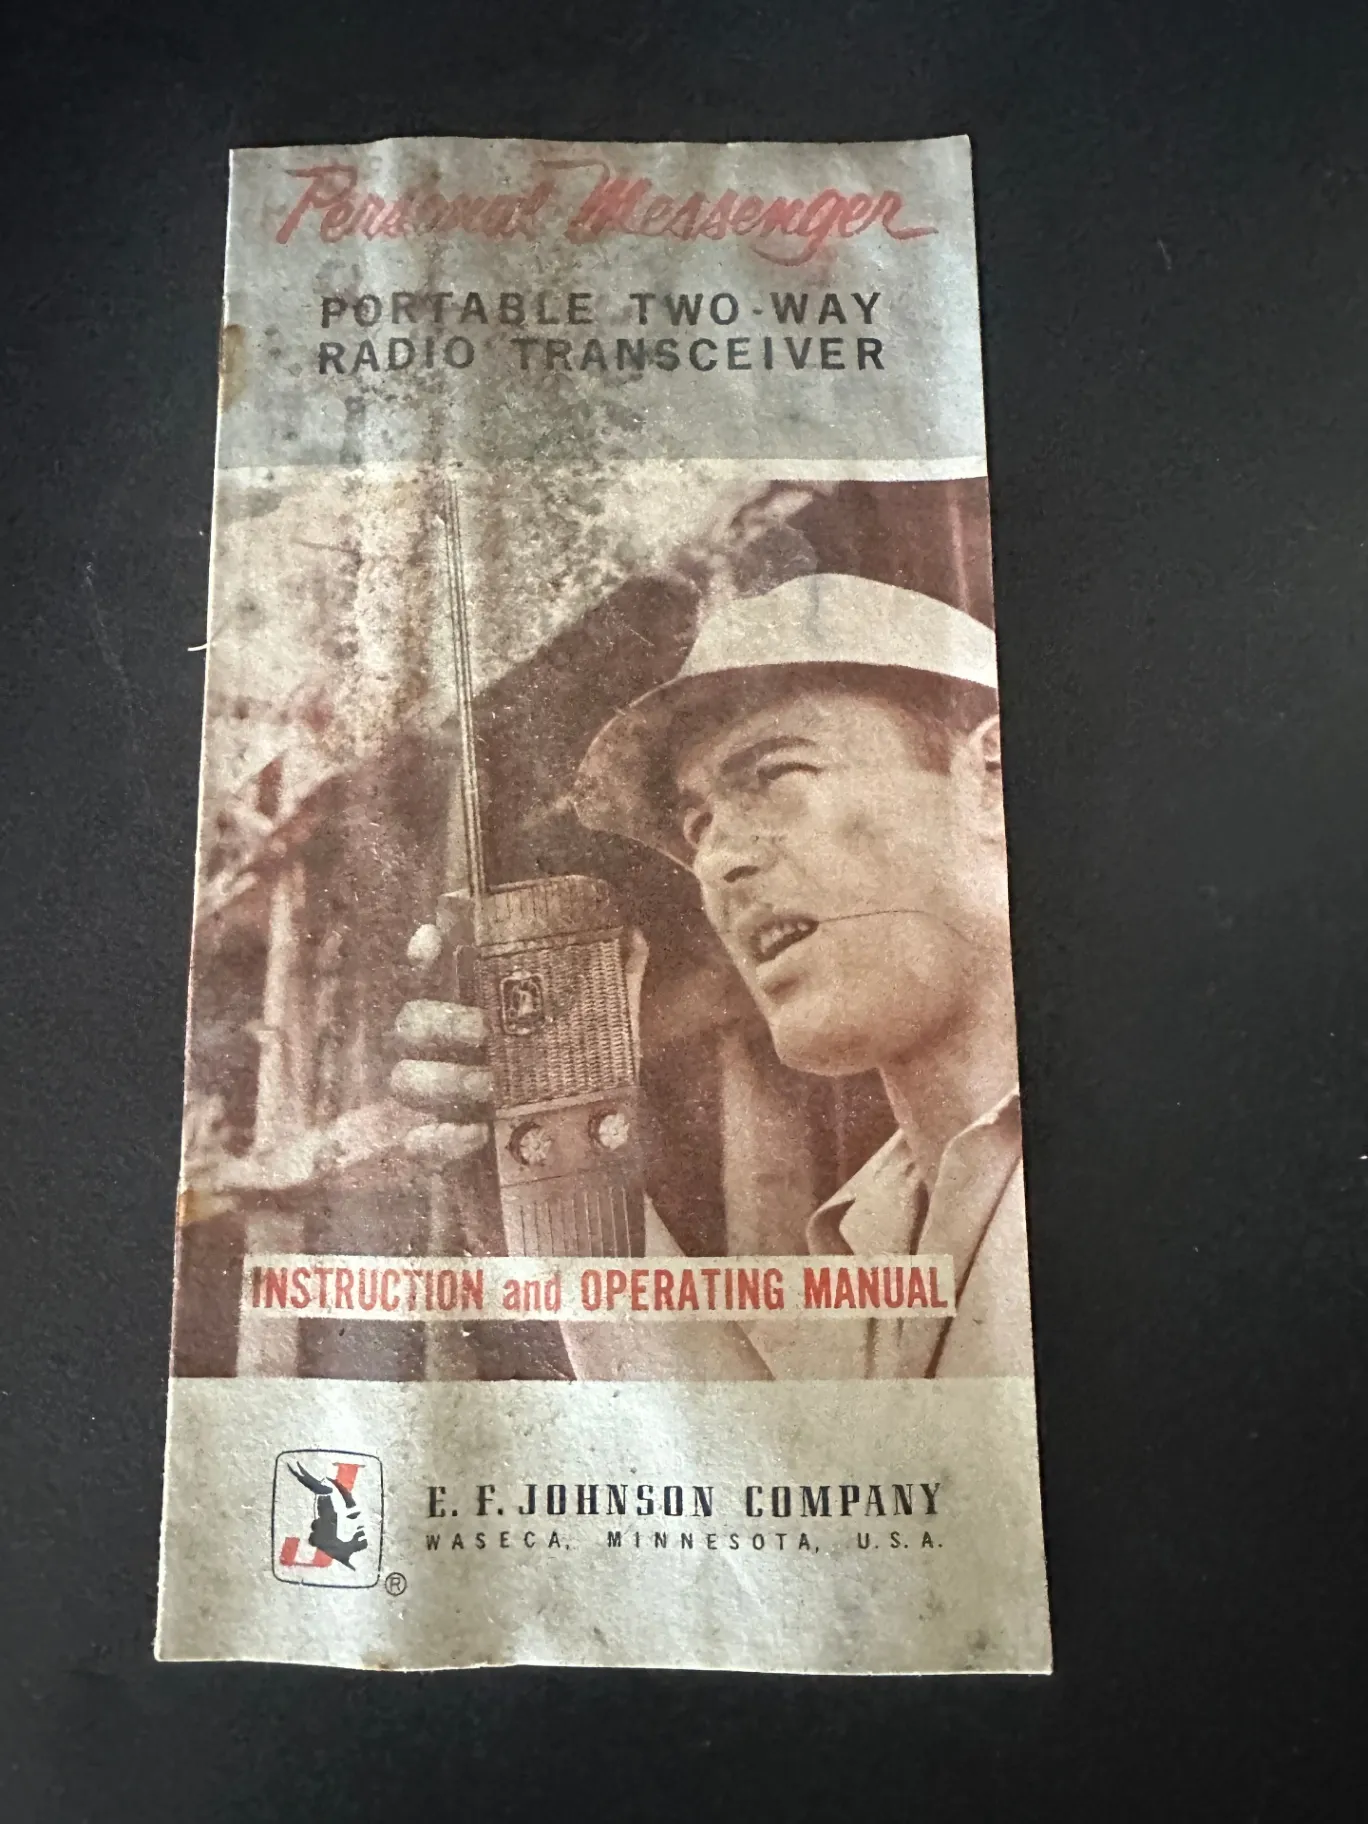 Personal Messenger
PORTABLE TWO-WAY
RADIO TRANSCEIVER
INSTRUCTION and OPERATING MANUAL
J
E. F. JOHNSON COMPANY
WASECA, MINNESOTA, U.S.A.
®